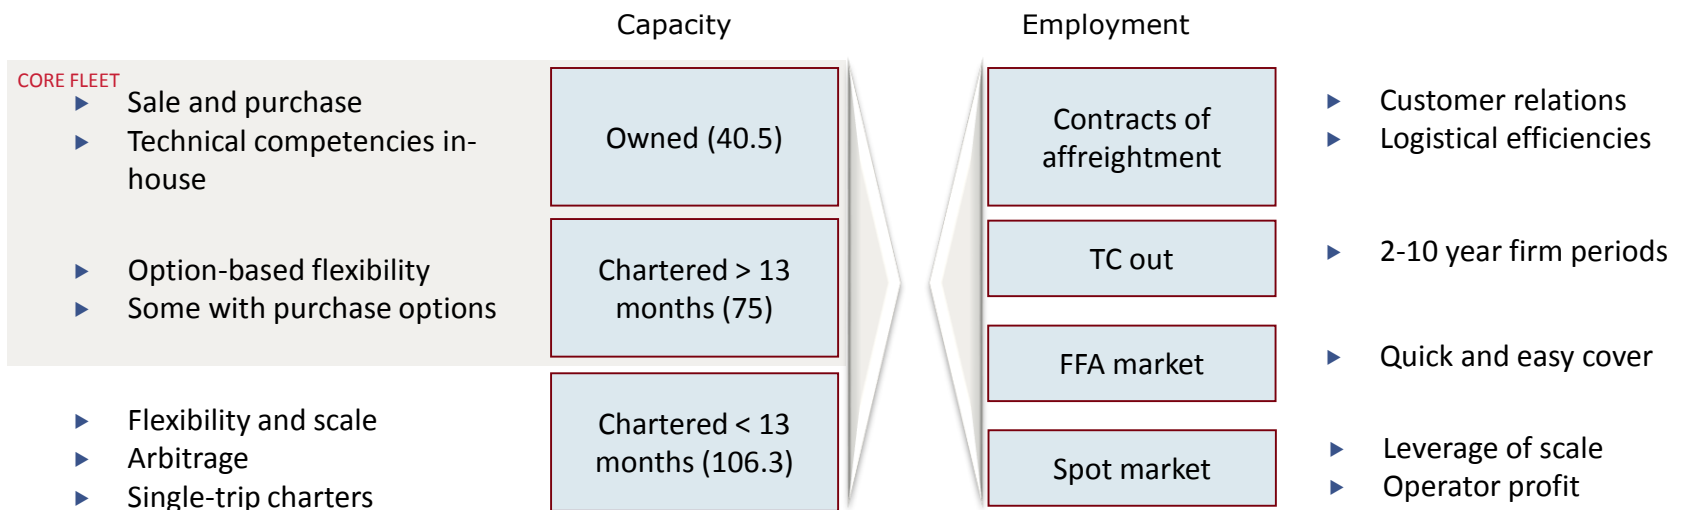 Capacity
Employment
CORE FLEET
Sale and purchase
Technical competencies in-
house
Owned (40.5)
Contracts of
affreightment
Customer relations
Logistical efficiencies
Option-based flexibility
Some with purchase options
Chartered > 13
months (75)
TC out
2-10 year firm periods
FFA market
Quick and easy cover
Flexibility and scale
Arbitrage
Single-trip charters
Chartered < 13
months (106.3)
Spot market
Leverage of scale
Operator profit